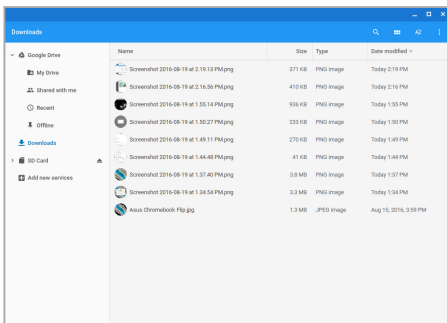 Downloads
Google Drive
My Drive
Shared with me
Recent
Offline
Downloads
SD Card
Add new services
Name Size Type Date modified
Screenshot 2016-08-19 at 2.19.13 PM.png 371 KB PNG image Today 2:19 PM
Screenshot 2016-08-19 at 2.16.56 PM.png 410 KB PNG image Today 2:16 PM
Screenshot 2016-08-19 at 1.55.14 PM.png 936 KB PNG image Today 1:55 PM
Screenshot 2016-08-19 at 1.50.27 PM.png 233 KB PNG image Today 1:50 PM
Screenshot 2016-08-19 at 1.49.11 PM.png 270 KB PNG image Today 1:49 PM
Screenshot 2016-08-19 at 1.44.48 PM.png 41 KB PNG image Today 1:44 PM
Screenshot 2016-08-19 at 1.37.40 PM.png 3.8 MB PNG image Today 1:37 PM
Screenshot 2016-08-19 at 1.34.54 PM.png 3.3 MB PNG image Today 1:34 PM
Asus Chromebook Flip.jpg 1.3 MB JPEG image Aug 15, 2016, 3:59 PM